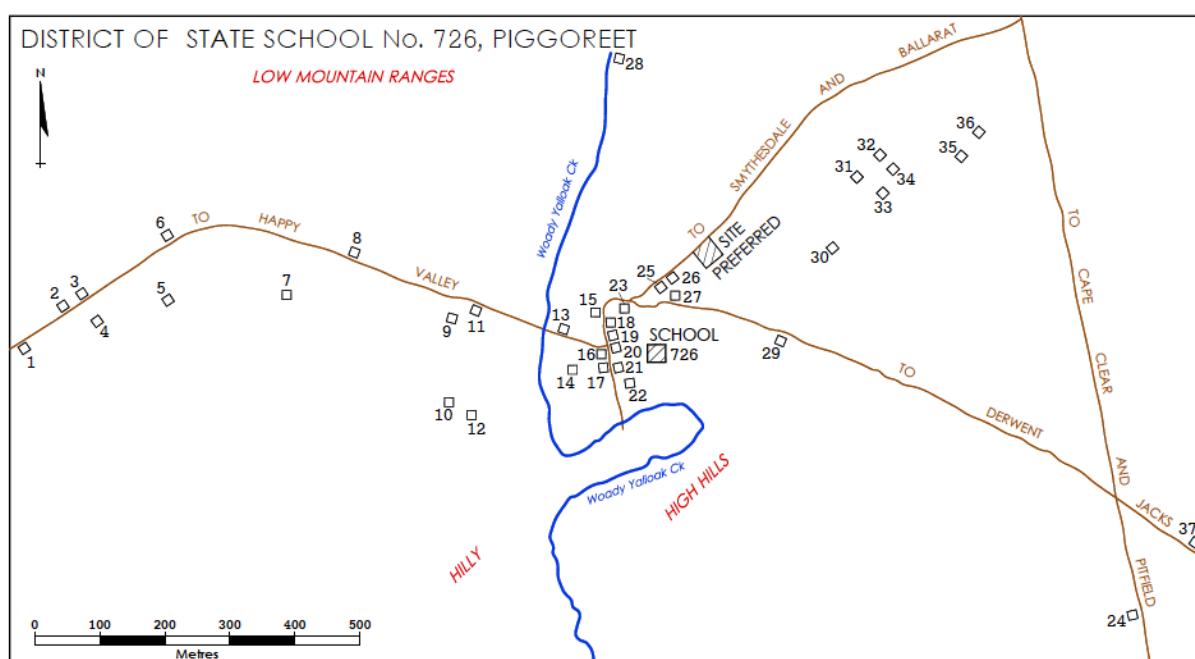 DISTRICT OF STATE SCHOOL No. 726, PIGGOREET
N
LOW MOUNTAIN RANGES
28
TO SMYTHESDALE AND BALLARAT
36
32
35
31
34
33
Woady Yalloak Ck
6
TO HAPPY VALLEY
8
SITE
PREFERRED
30
25
26
23
27
2
3
7
5
4
15
11
9
13
18
19
SCHOOL
726
20
29
1
16
14
17
21
22
10
12
TO CAPE CLEAR AND PITFIELD
TO DERWENT JACKS
Woady Yalloak Ck
HIGH HILLS
HILLY
37
24
0 100 200 300 400 500
Metres